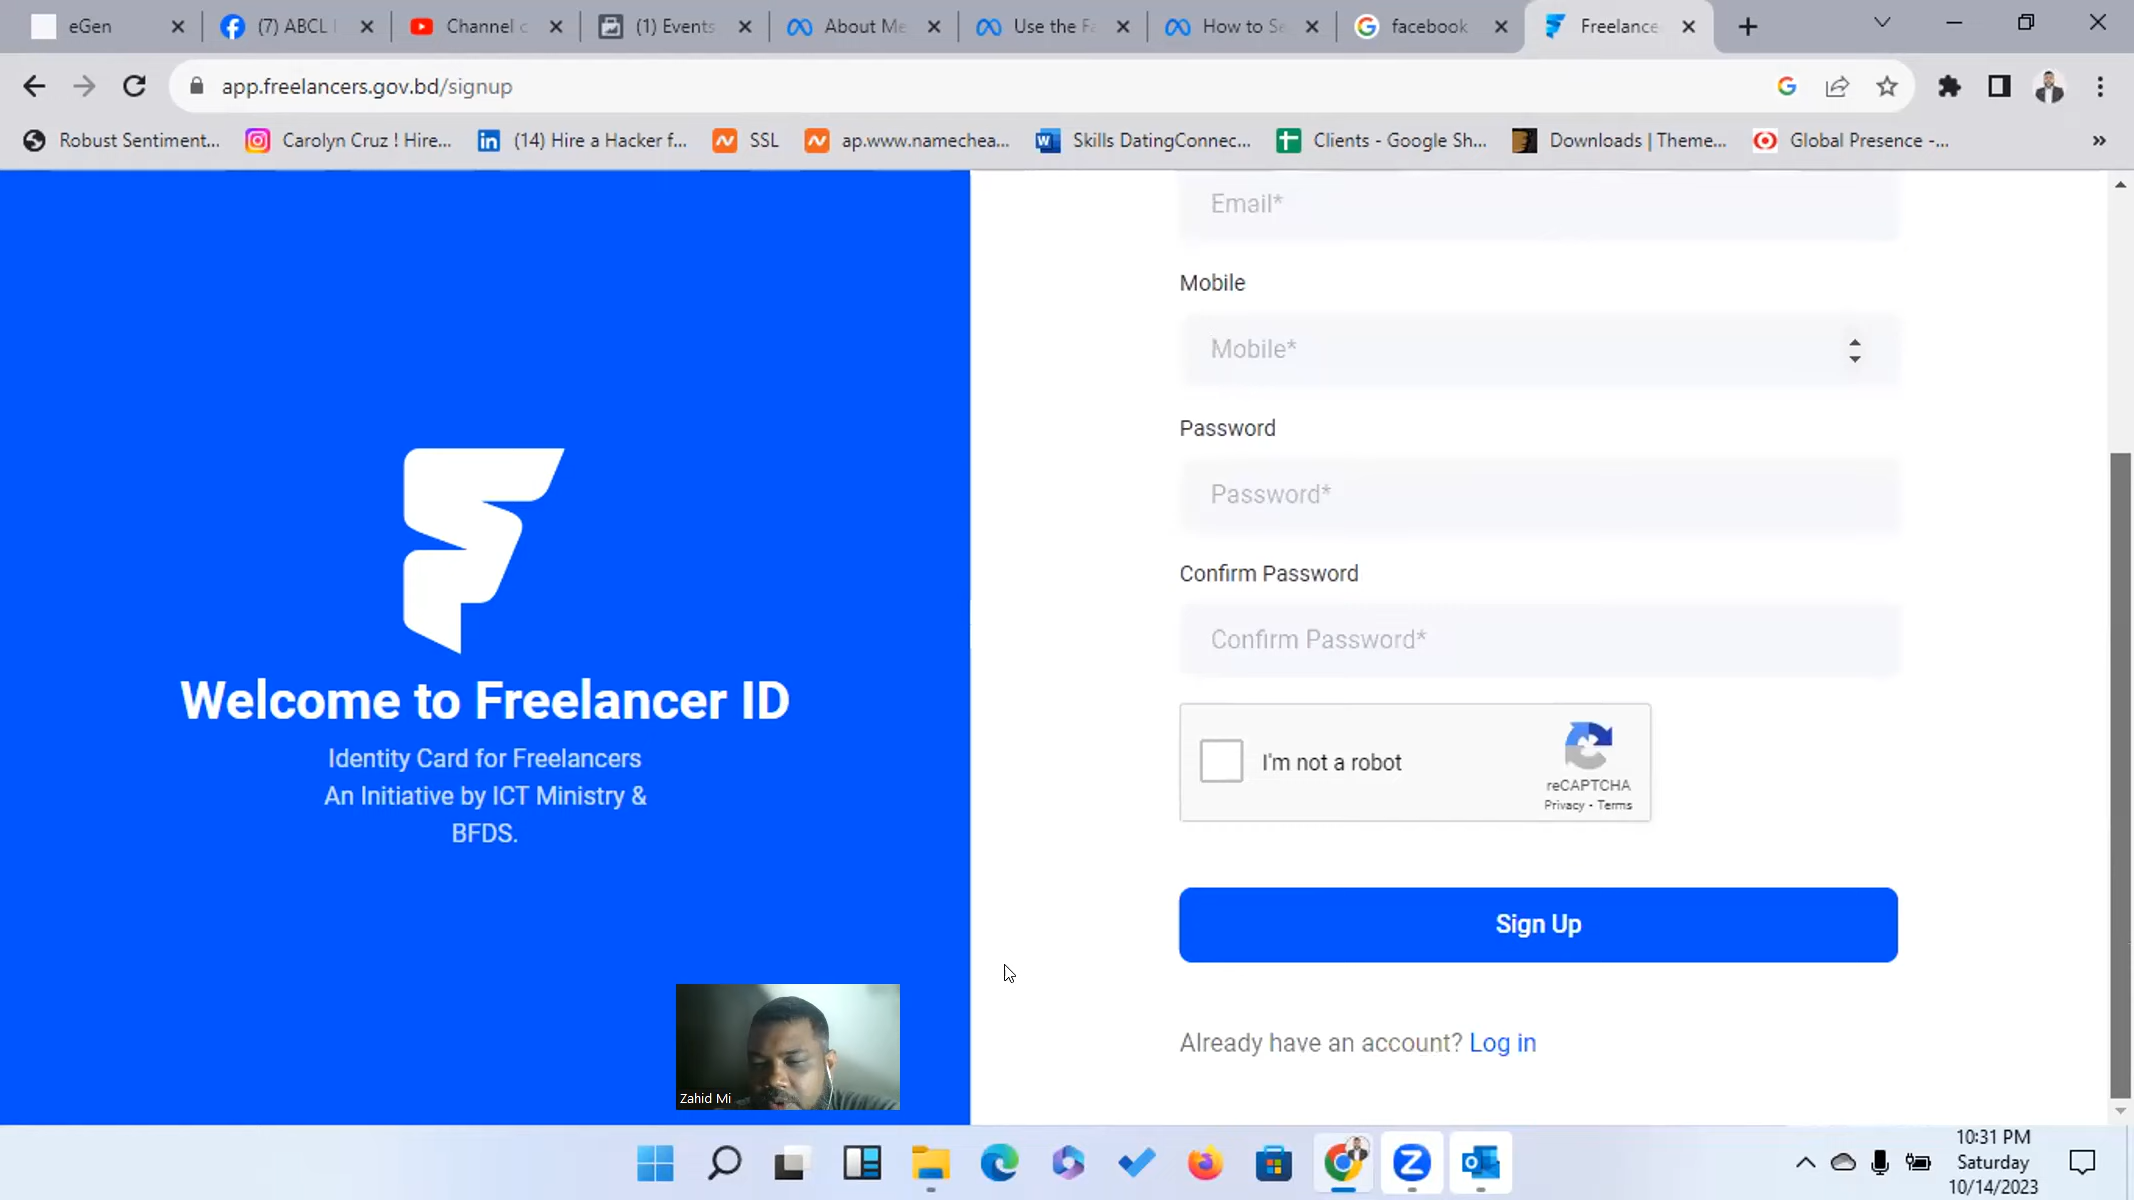 eGen
(7) ABCL
Channel c
(1) Events
About Me
Use the Fa
How to Se
facebook
Freelance
app.freelancers.gov.bd/signup
Robust Sentiment...
Carolyn Cruz ! Hire...
(14) Hire a Hacker f...
SSL
ap.www.namechea...
Skills DatingConnec...
Clients - Google Sh...
Downloads | Theme...
Global Presence -...
»
Email*
Mobile
Mobile*
Password
Password*
Confirm Password
Confirm Password*
I'm not a robot
reCAPTCHA
Privacy - Terms
Sign Up
Already have an account? Log in
Welcome to Freelancer ID
Identity Card for Freelancers
An Initiative by ICT Ministry &
BFDS.
Zahid Mi
10:31 PM
Saturday
10/14/2023